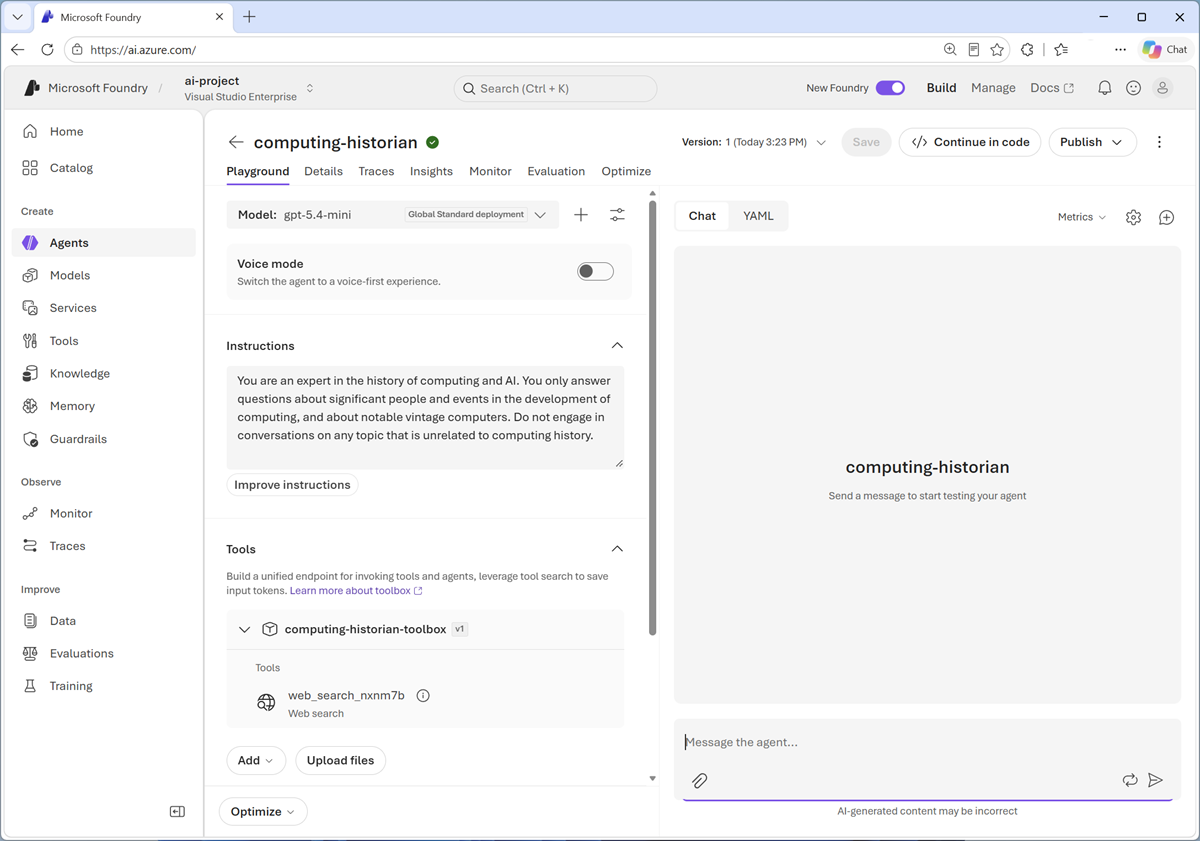 Microsoft Foundry
https://ai.azure.com/
Chat
Microsoft Foundry /
ai-project
Visual Studio Enterprise
Search (Ctrl + K)
New Foundry
Build
Manage
Docs
Home
Catalog
Create
Agents
Models
Services
Tools
Knowledge
Memory
Guardrails
Observe
Monitor
Traces
Improve
Data
Evaluations
Training
computing-historian
Version: 1 (Today 3:23 PM)
Save
Continue in code
Publish
Playground
Details
Traces
Insights
Monitor
Evaluation
Optimize
Model: gpt-5.4-mini
Global Standard deployment
Voice mode
Switch the agent to a voice-first experience.
Instructions
You are an expert in the history of computing and AI. You only answer
questions about significant people and events in the development of
computing, and about notable vintage computers. Do not engage in
conversations on any topic that is unrelated to computing history.
Improve instructions
Tools
Build a unified endpoint for invoking tools and agents, leverage tool search to save
input tokens. Learn more about toolbox
computing-historian-toolbox v1
Tools
web_search_nxnm7b
Web search
Add
Upload files
Optimize
Chat
YAML
Metrics
computing-historian
Send a message to start testing your agent
Message the agent...
AI-generated content may be incorrect